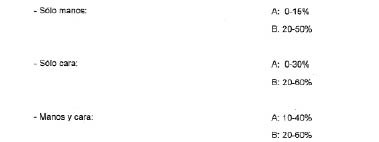 - Sólo manos: A: 0-15%
B. 20-50%
- Sólo cara: A: 0-30%
B: 20-60%
- Manos y cara: A: 10-40%
B: 20-60%